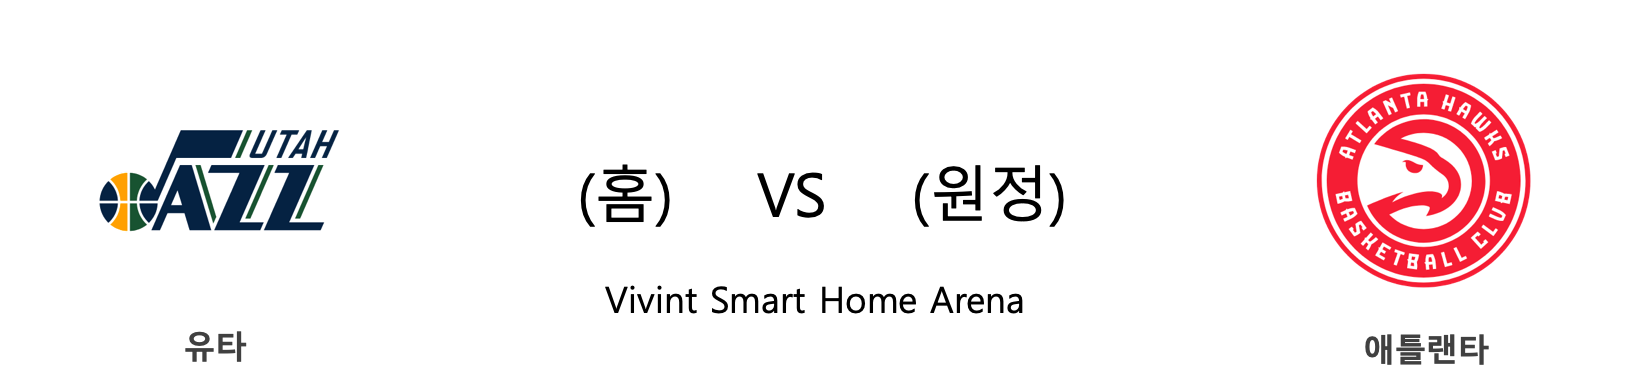 UTAH
JAZZ
유타
(홈) VS (원정)
Vivint Smart Home Arena
ATLANTA HAWKS
BASKETBALL CLUB
애틀랜타